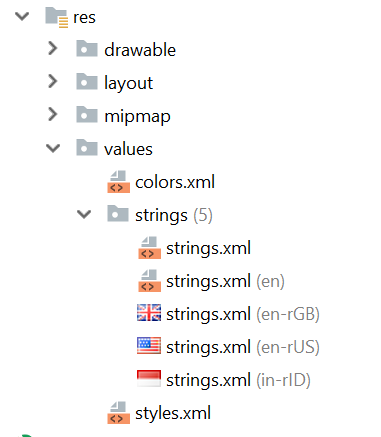 res
drawable
layout
mipmap
values
colors.xml
strings (5)
strings.xml
strings.xml (en)
strings.xml (en-rGB)
strings.xml (en-rUS)
strings.xml (in-rID)
styles.xml